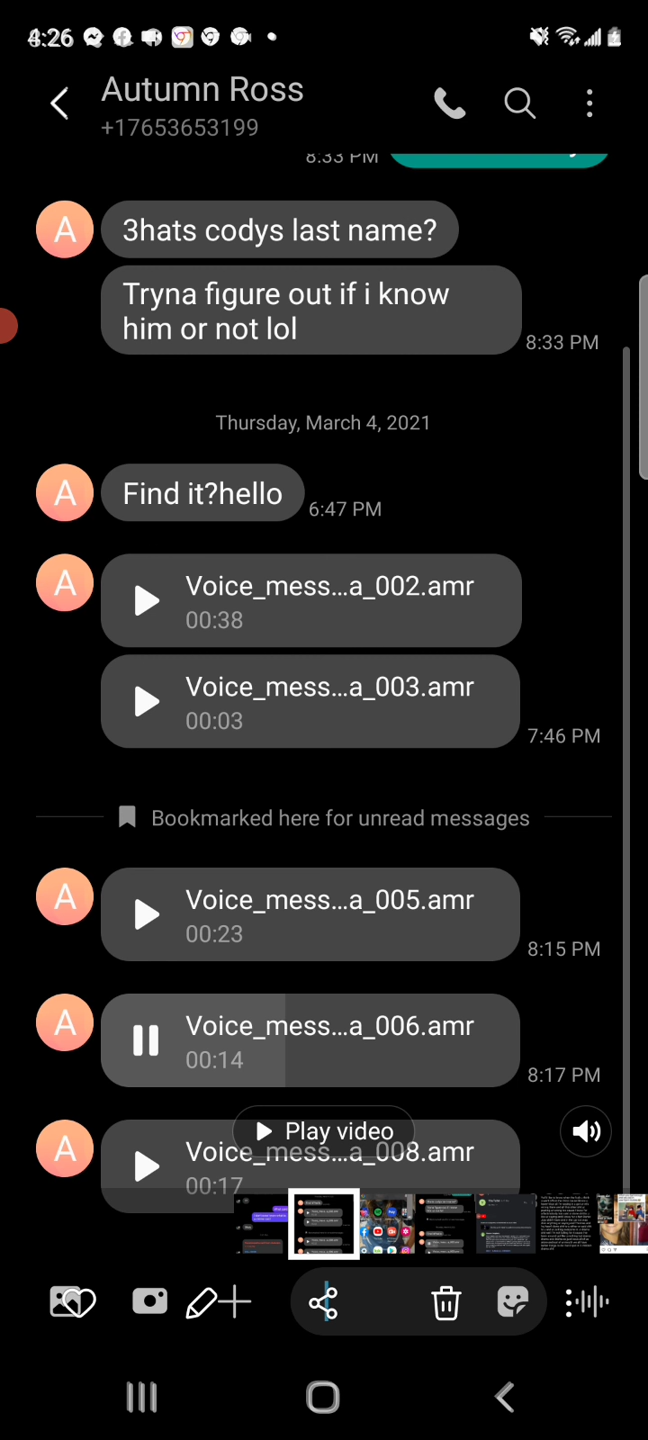 4:26
Autumn Ross
+17653653199
8:33 PM
A
3hats codys last name?
Tryna figure out if i know
him or not lol
8:33 PM
Thursday, March 4, 2021
A
Find it?hello
6:47 PM
A
Voice_mess...a_002.amr
00:38
Voice_mess...a_003.amr
00:03
7:46 PM
Bookmarked here for unread messages
A
Voice_mess...a_005.amr
00:23
8:15 PM
A
Voice_mess...a_006.amr
00:14
8:17 PM
Play video
A
Voice_mess...a_008.amr
00:17